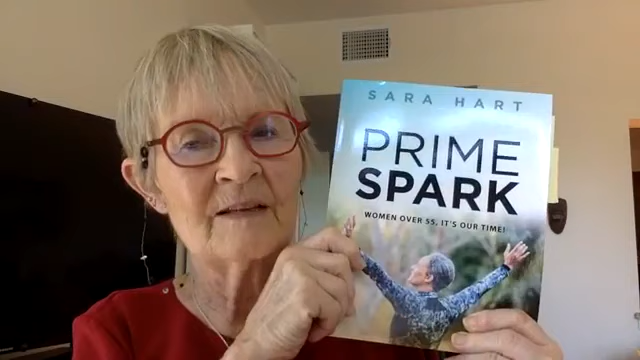 SARA HART
PRIME
SPARK
WOMEN OVER 55, IT'S OUR TIME!